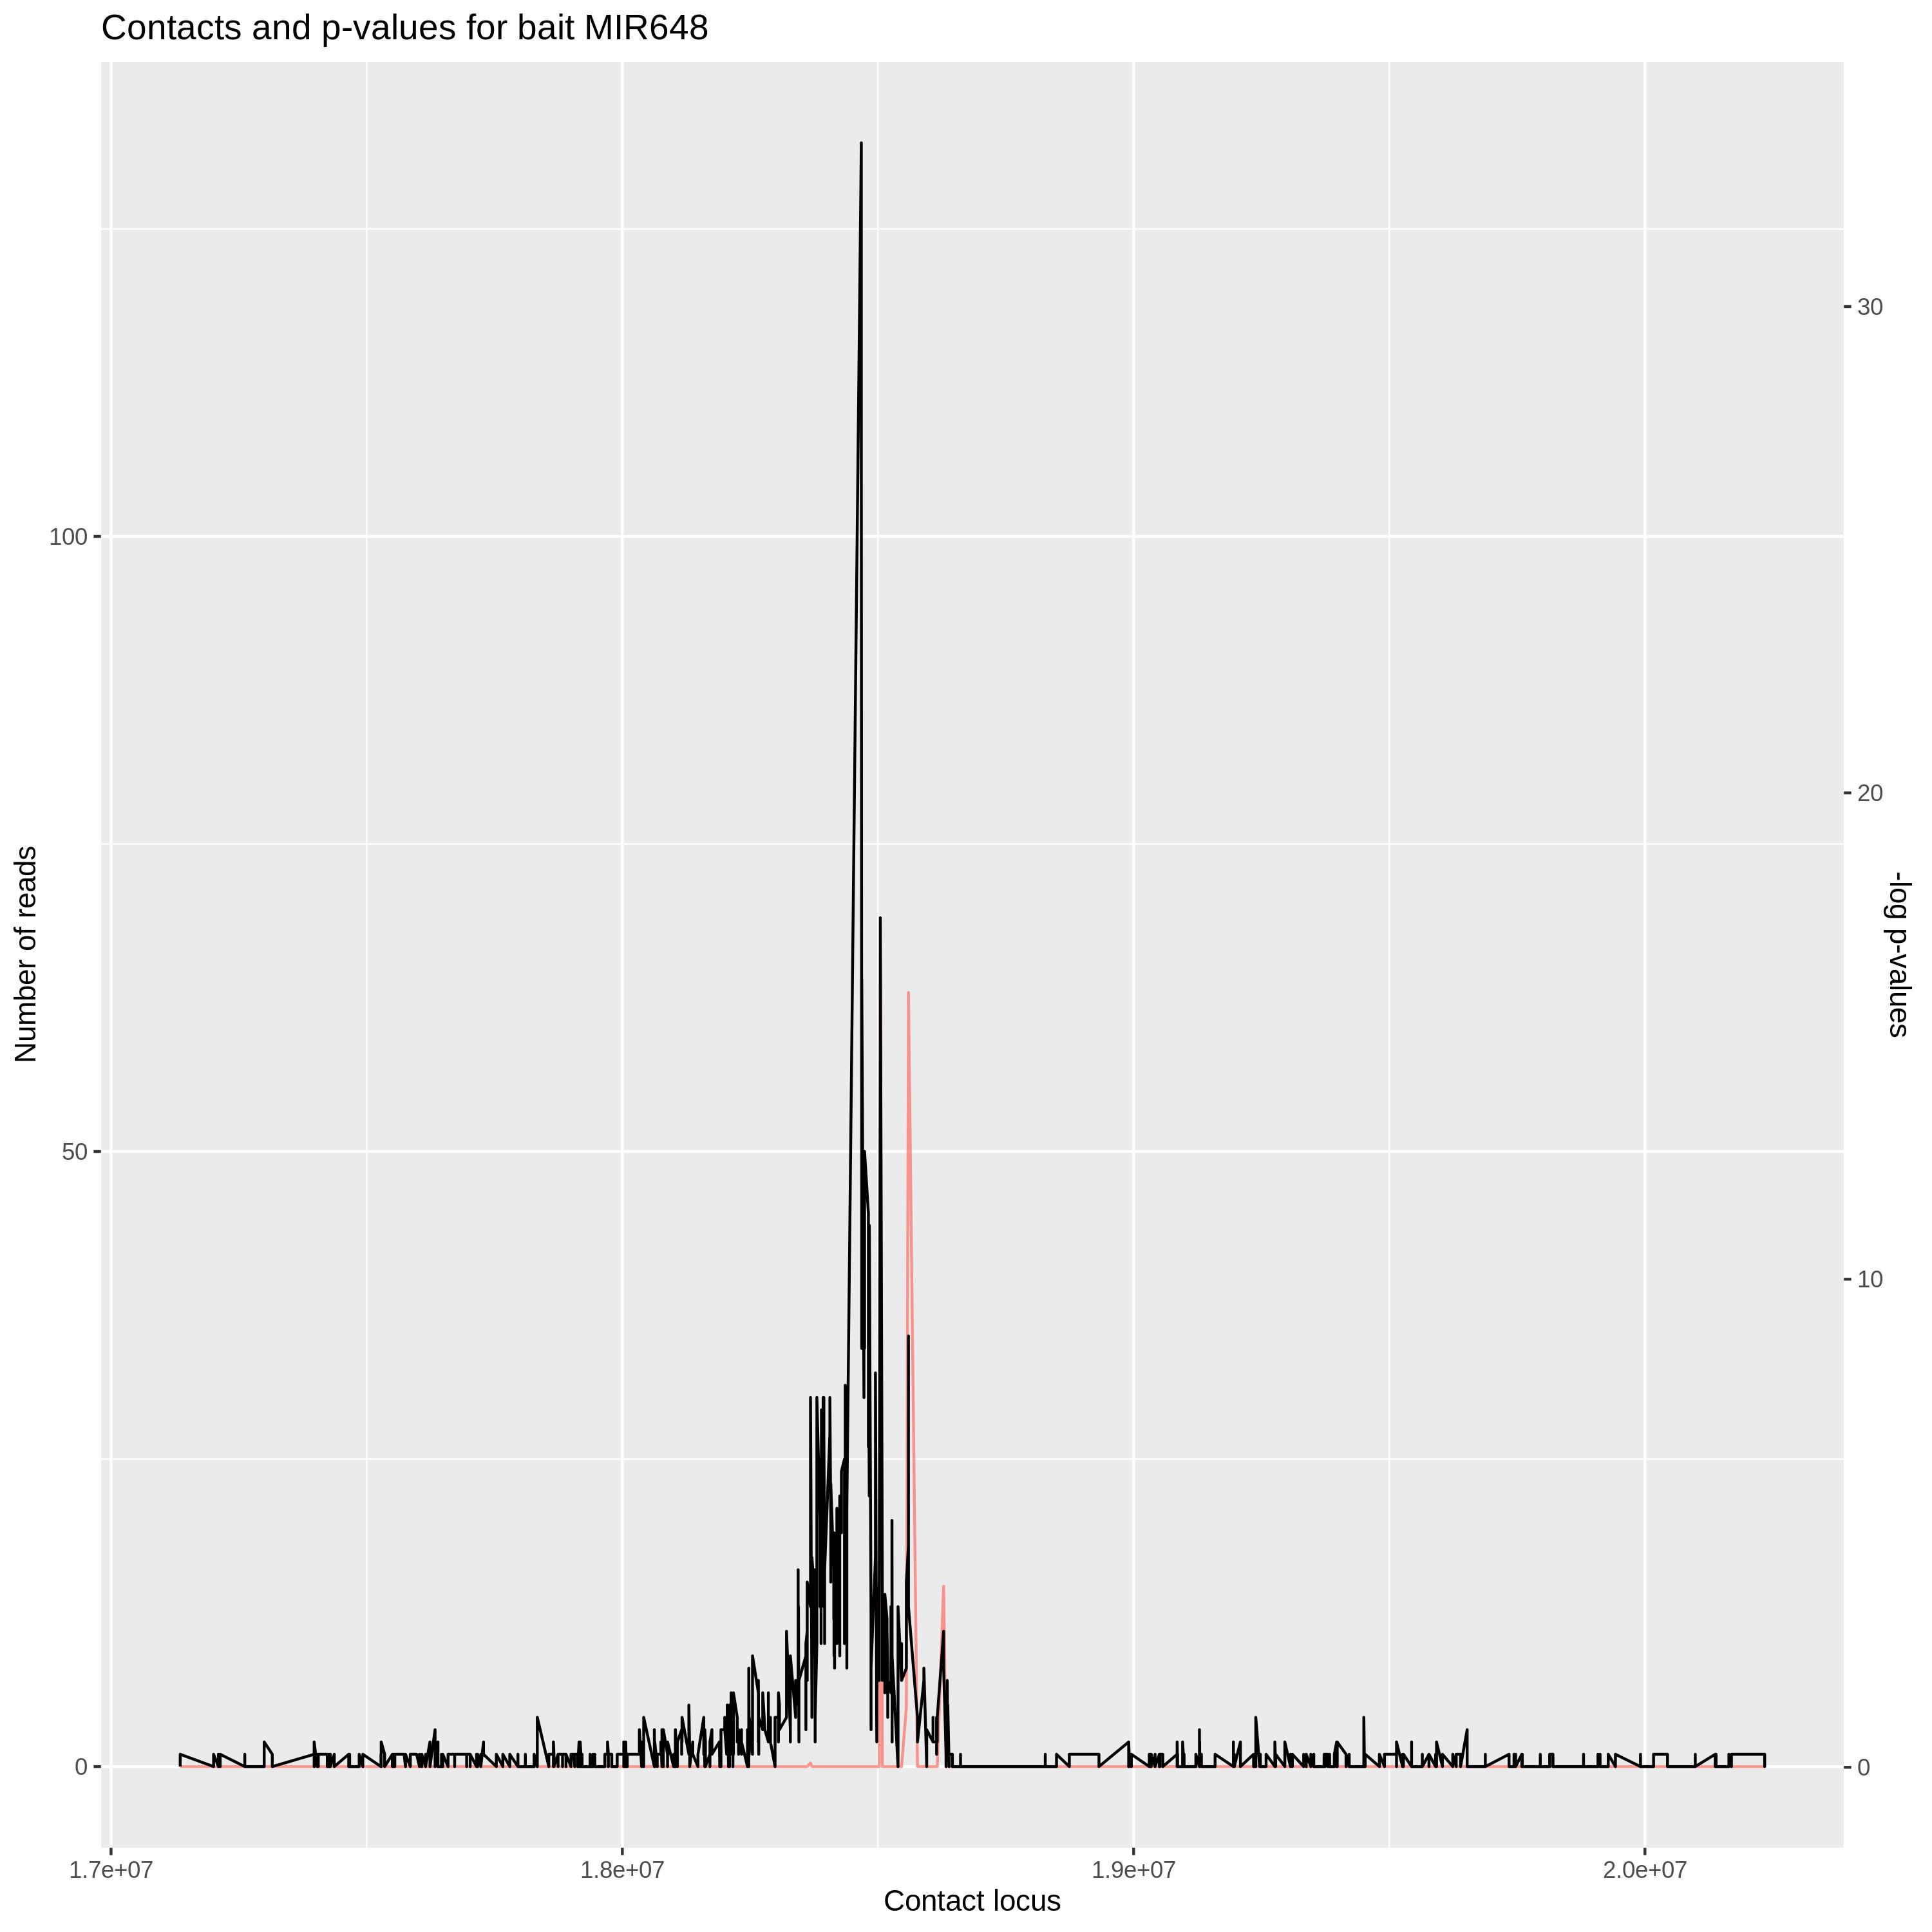 Contacts and p-values for bait MIR648
Number of reads
100
50
0
30
20
10
0
-log p-values
1.7e+07
1.8e+07
1.9e+07
2.0e+07
Contact locus